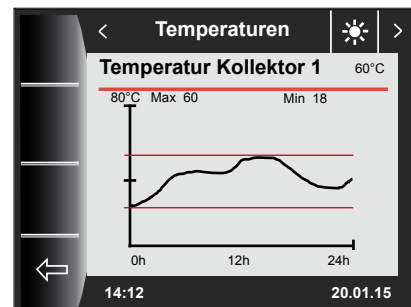 < Temperaturen >
Temperatur Kollektor 1 60°C
80°C Max 60 Min 18
0h 12h 24h
14:12 20.01.15